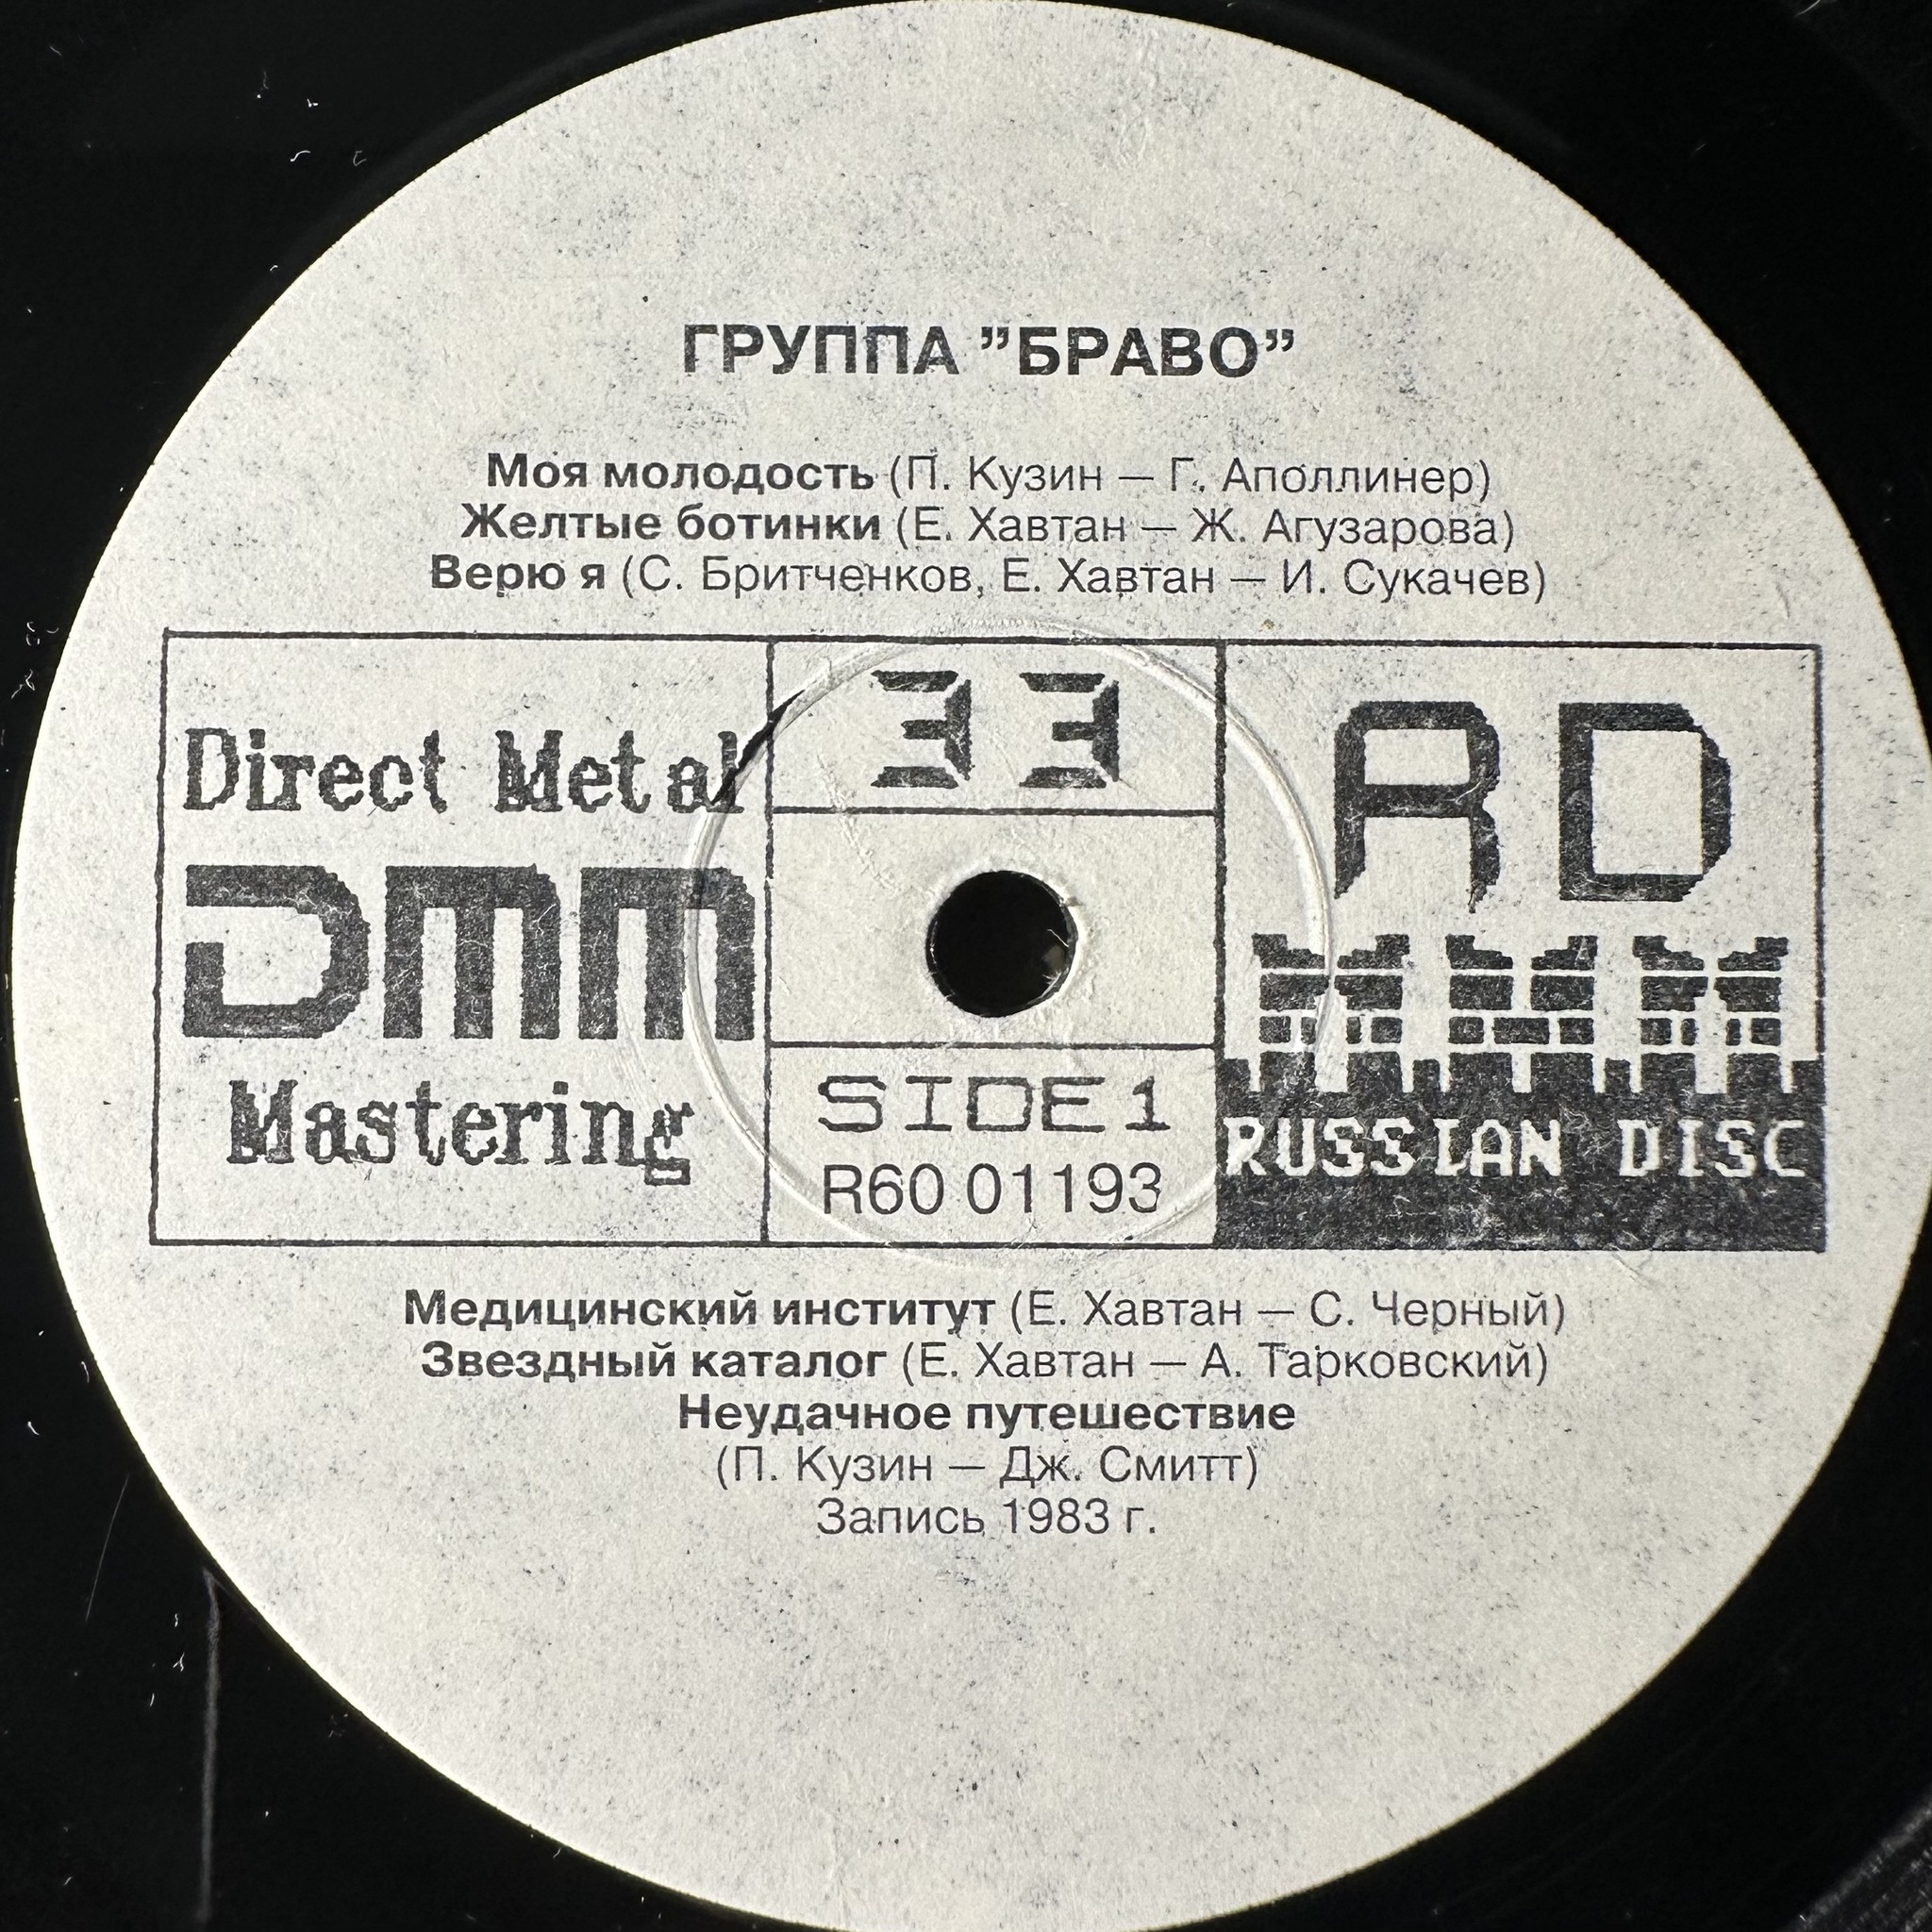 ГРУППА ”БРАВО”
Моя молодость (П. Кузин — Г. Аполлинер)
Желтые ботинки (Е. Хавтан — Ж. Агузарова)
Верю я (С. Бритченков, Е. Хавтан — И. Сукачев)
Direct Metal
DMM
Mastering
33
SIDE 1
R60 01193
RD
RUSSIAN DISC
Медицинский институт (Е. Хавтан — С. Черный)
Звездный каталог (Е. Хавтан — А. Тарковский)
Неудачное путешествие
(П. Кузин — Дж. Смитт)
Запись 1983 г.